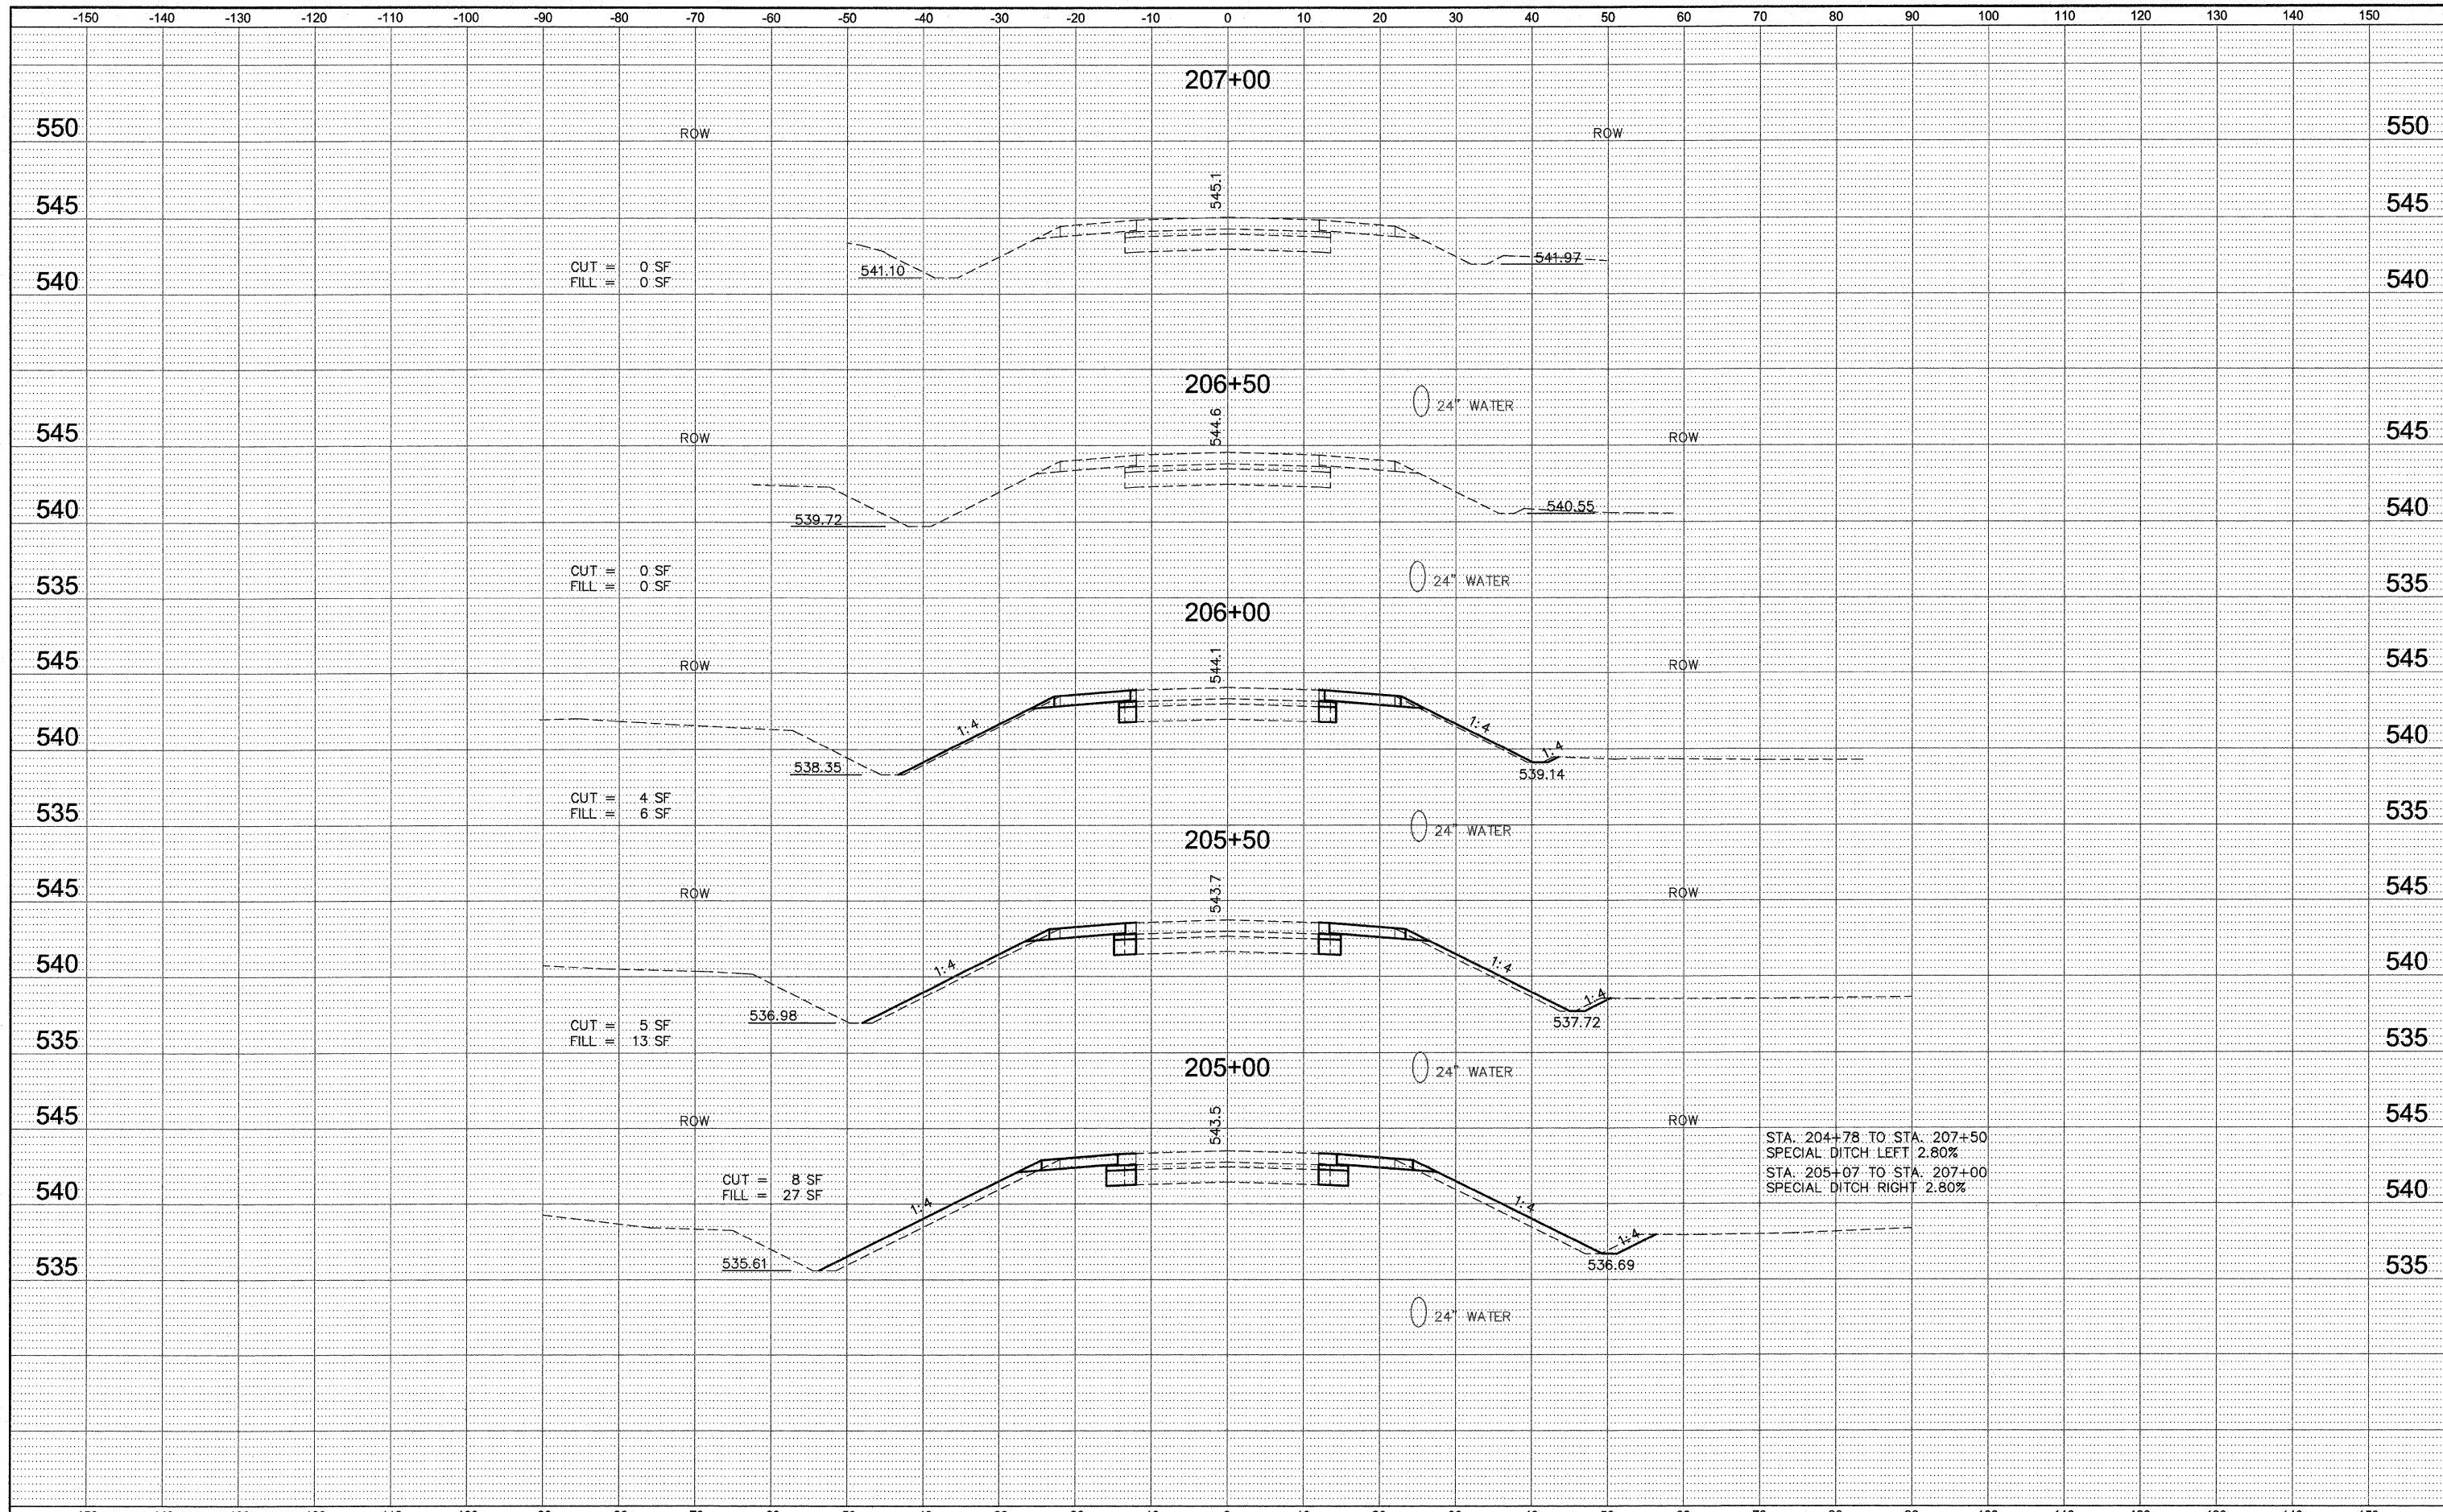 -150 -140 -130 -120 -110 -100 -90 -80 -70 -60 -50 -40 -30 -20 -10 0 10 20 30 40 50 60 70 80 90 100 110 120 130 140 150
207+00
550 ROW ROW 550
545.1
545 545
541.10 541.97
CUT = 0 SF
FILL = 0 SF
540 540
206+50
24" WATER
544.6
545 ROW ROW 545
540 539.72 540.55 540
CUT = 0 SF
FILL = 0 SF
24" WATER
535 535
206+00
544.1
545 ROW ROW 545
1:4 1:4 1:4
540 540
538.35 539.14
CUT = 4 SF
FILL = 6 SF
535 535
24" WATER
205+50
543.7
545 ROW ROW 545
540 1:4 1:4 540
1:4
536.98 537.72
CUT = 5 SF
FILL = 13 SF
535 535
205+00
24" WATER
543.5
545 ROW ROW 545
STA. 204+78 TO STA. 207+50
SPECIAL DITCH LEFT 2.80%
STA. 205+07 TO STA. 207+00
SPECIAL DITCH RIGHT 2.80%
CUT = 8 SF
FILL = 27 SF
540 540
1:4 1:4 1:4
535.61 536.69
535 535
24" WATER